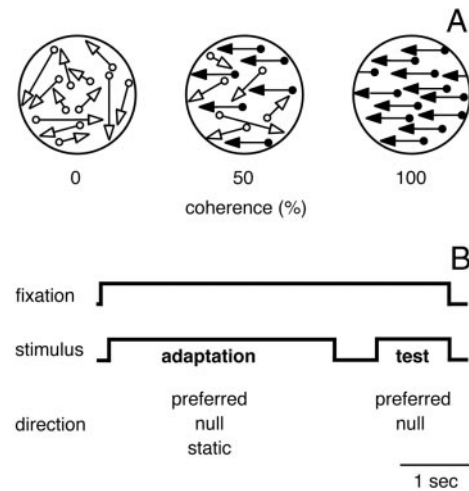 A
0 50 100
coherence (%)
B
fixation
stimulus adaptation test
direction preferred preferred
null null
static
1 sec